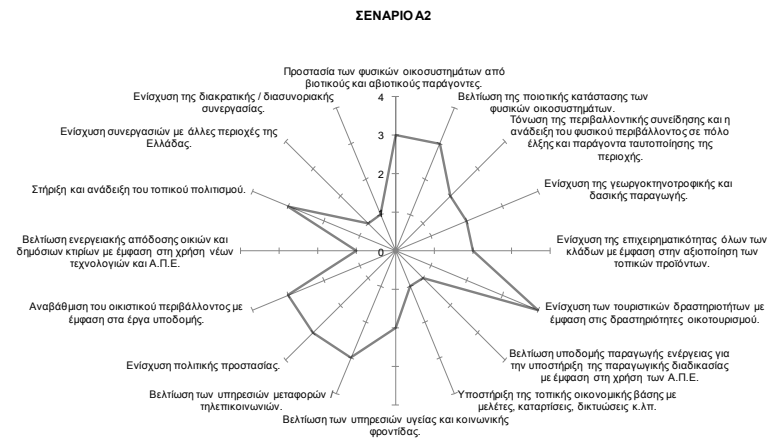 ΣΕΝΑΡΙΟ Α2
Προστασία των φυσικών οικοσυστημάτων από
βιοτικούς και αβιοτικούς παράγοντες.
Βελτίωση της ποιοτικής κατάστασης των
φυσικών οικοσυστημάτων.
Τόνωση της περιβαλλοντικής συνείδησης και η
ανάδειξη του φυσικού περιβάλλοντος σε πόλο
έλξης και παράγοντα ταυτοποίησης της
περιοχής.
Ενίσχυση της γεωργοκτηνοτροφικής και
δασικής παραγωγής.
Ενίσχυση της επιχειρηματικότητας όλων των
κλάδων με έμφαση στην αξιοποίηση των
τοπικών προϊόντων.
Ενίσχυση των τουριστικών δραστηριοτήτων με
έμφαση στις δραστηριότητες οικοτουρισμού.
Βελτίωση υποδομής παραγωγής ενέργειας για
την υποστήριξη της παραγωγικής διαδικασίας
με έμφαση στη χρήση των Α.Π.Ε.
Υποστήριξη της τοπικής οικονομικής βάσης με
μελέτες, καταρτίσεις, δικτυώσεις κ.λπ.
Βελτίωση των υπηρεσιών υγείας και κοινωνικής
φροντίδας.
Βελτίωση των υπηρεσιών μεταφορών /
τηλεπικοινωνιών.
Ενίσχυση πολιτικής προστασίας.
Αναβάθμιση του οικιστικού περιβάλλοντος με
έμφαση στα έργα υποδομής.
Βελτίωση ενεργειακής απόδοσης οικιών και
δημόσιων κτιρίων με έμφαση στη χρήση νέων
τεχνολογιών και Α.Π.Ε.
Στήριξη και ανάδειξη του τοπικού πολιτισμού.
Ενίσχυση συνεργασιών με άλλες περιοχές της
Ελλάδας.
Ενίσχυση της διακρατικής / διασυνοριακής
συνεργασίας.
4
3
2
1
0